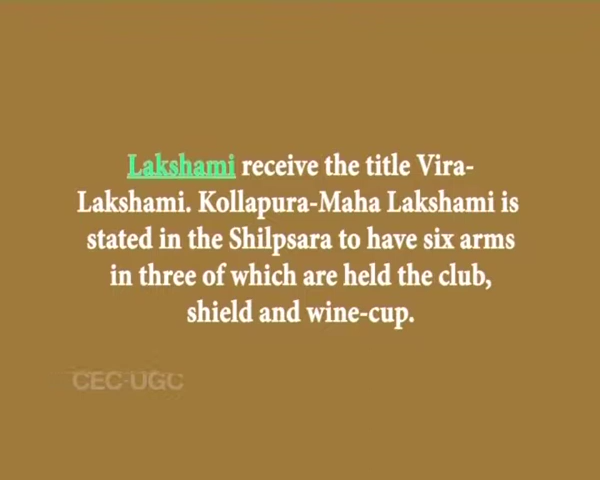 Lakshami receive the title Vira-
Lakshami. Kollapura-Maha Lakshami is
stated in the Shilpsara to have six arms
in three of which are held the club,
shield and wine-cup.
CEC-UGC